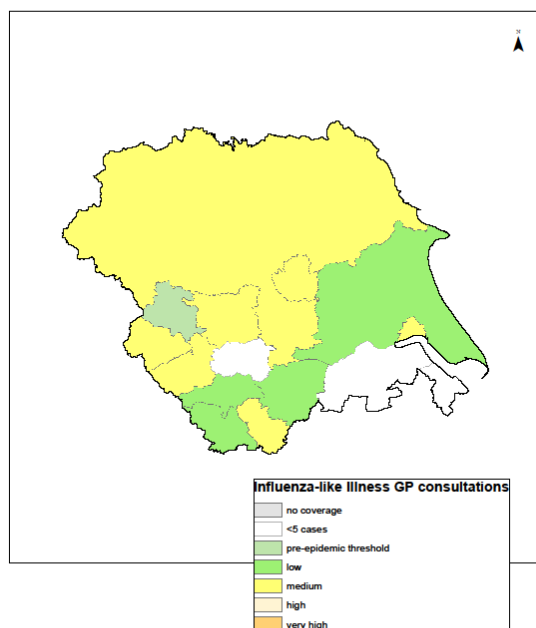 N
Influenza-like Illness GP consultations
no coverage
<5 cases
pre-epidemic threshold
low
medium
high
very high